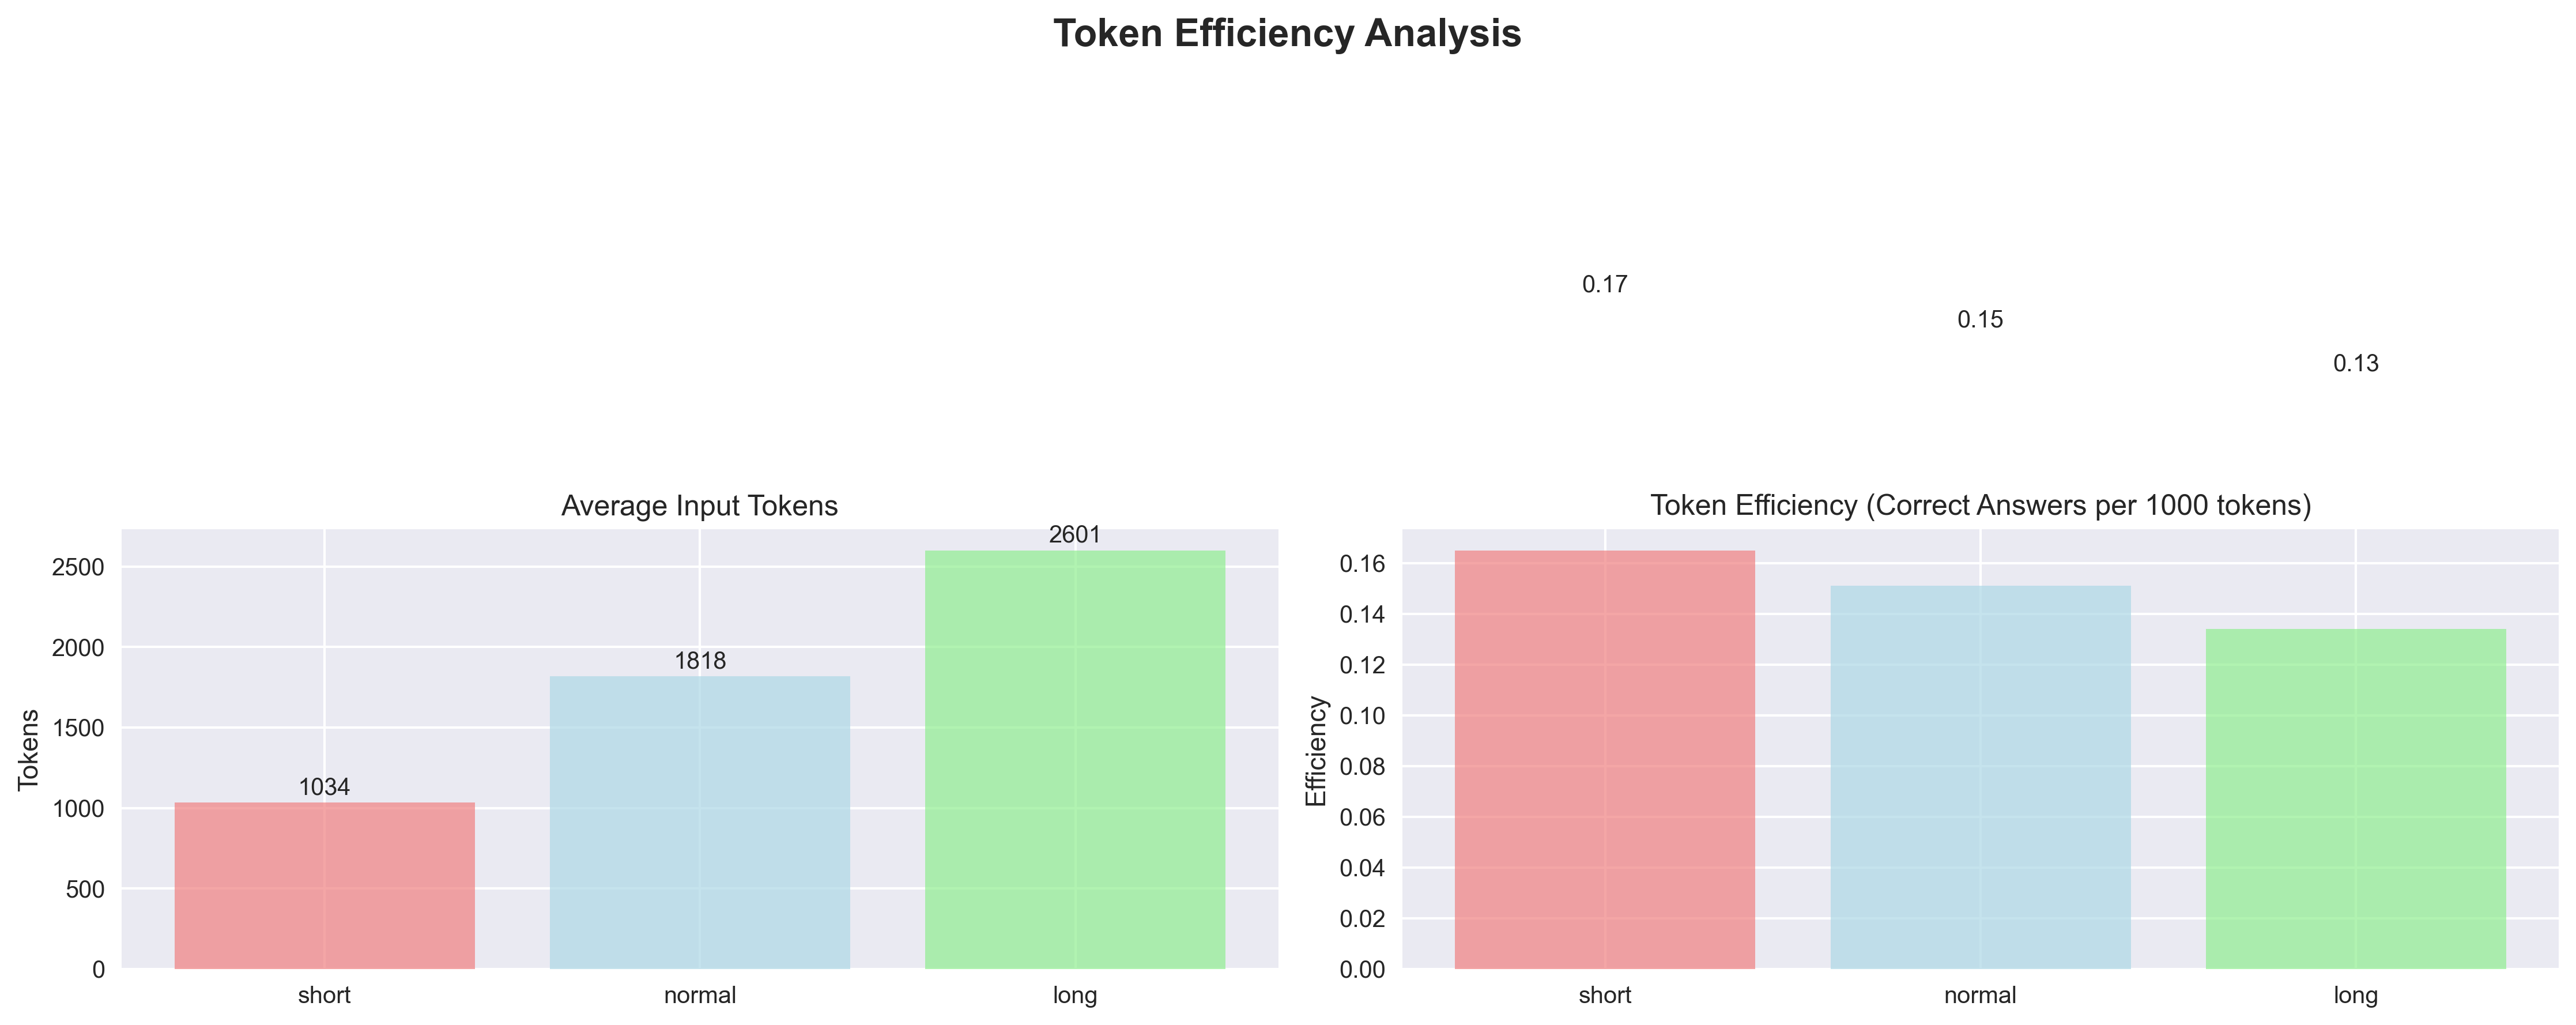 Token Efficiency Analysis
Average Input Tokens
Tokens
2500
2000
1500
1000
500
0
1034
1818
2601
short
normal
long
0.17
0.15
0.13
Token Efficiency (Correct Answers per 1000 tokens)
Efficiency
0.16
0.14
0.12
0.10
0.08
0.06
0.04
0.02
0.00
short
normal
long